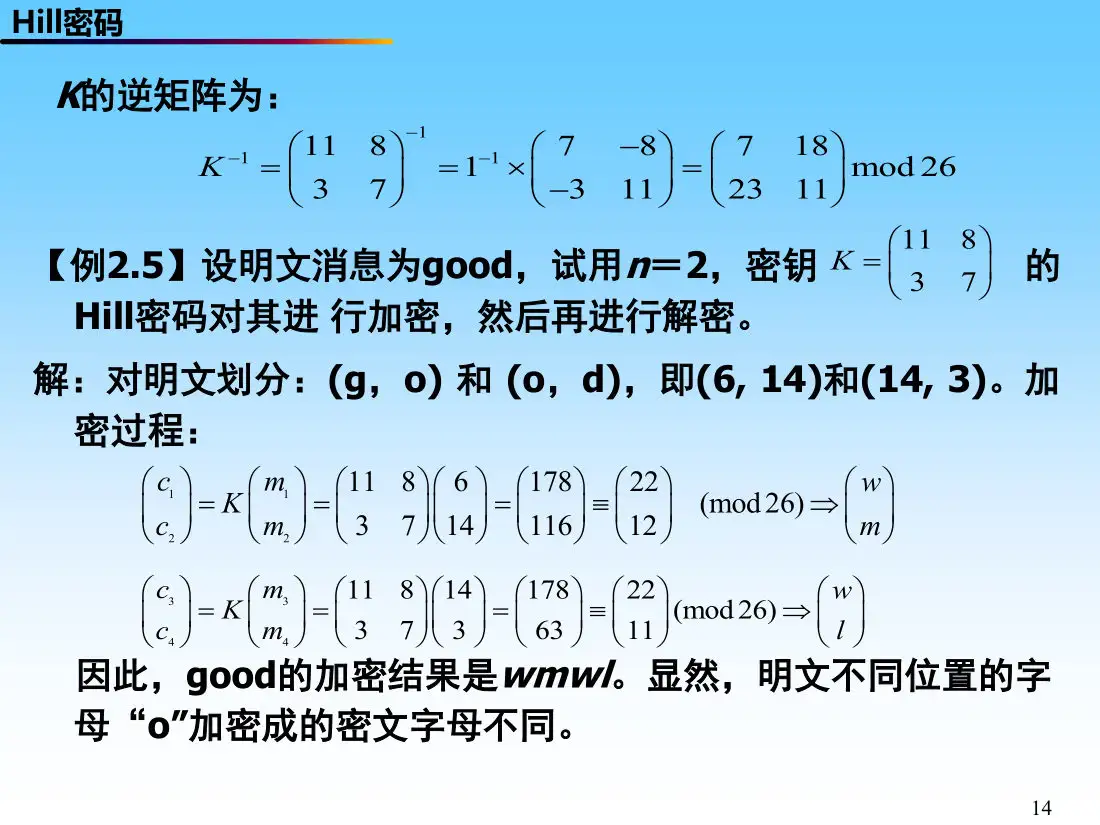 Hill密码
K的逆矩阵为：
K⁻¹ = (11 8; 3 7)⁻¹ = 1⁻¹ × (7 −8; −3 11) = (7 18; 23 11) mod 26
【例2.5】设明文消息为good，试用n＝2，密钥 K = (11 8; 3 7) 的
Hill密码对其进 行加密，然后再进行解密。
解：对明文划分：(g，o) 和 (o，d)，即(6, 14)和(14, 3)。加
密过程：
(c₁; c₂) = K (m₁; m₂) = (11 8; 3 7) (6; 14) = (178; 116) ≡ (22; 12) (mod 26) ⇒ (w; m)
(c₃; c₄) = K (m₃; m₄) = (11 8; 3 7) (14; 3) = (178; 63) ≡ (22; 11) (mod 26) ⇒ (w; l)
因此，good的加密结果是wmwl。显然，明文不同位置的字
母“o”加密成的密文字母不同。
14